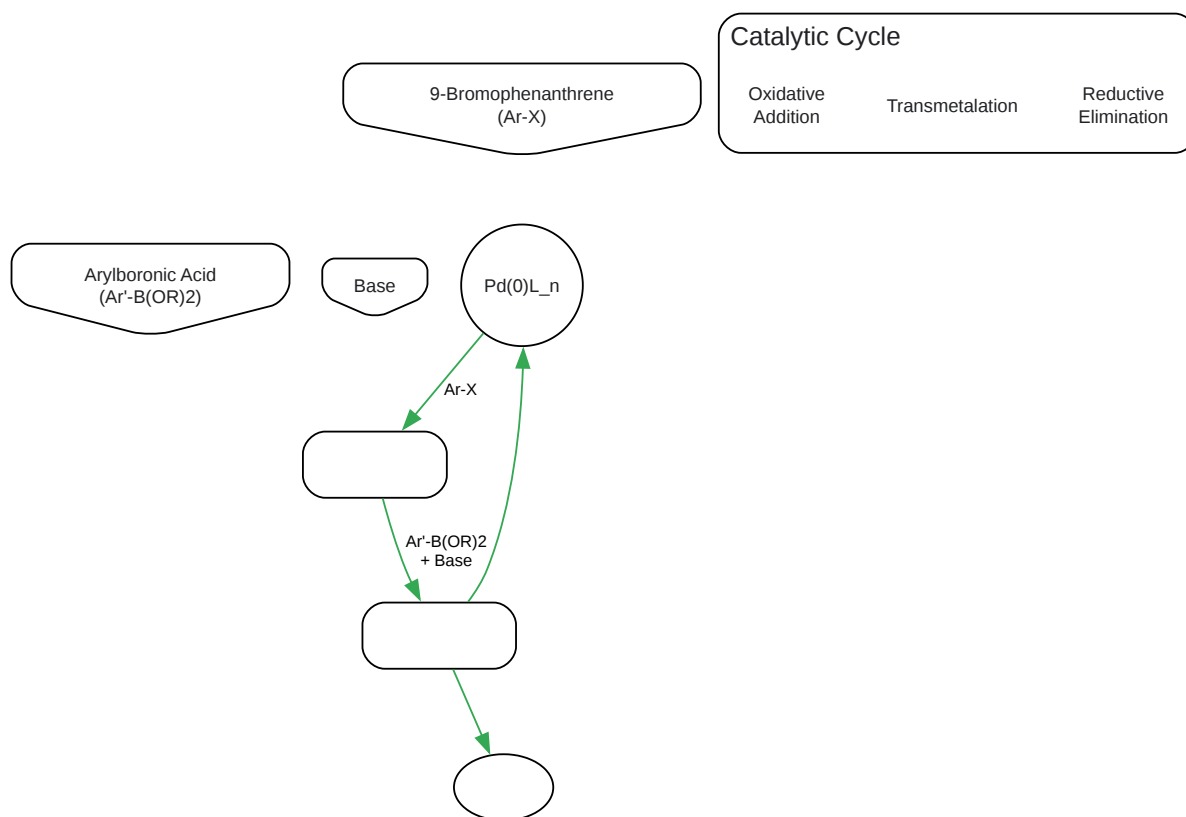 Catalytic Cycle
9-Bromophenanthrene
(Ar-X)
Oxidative
Addition
Transmetalation
Reductive
Elimination
Arylboronic Acid
(Ar'-B(OR)2)
Base
Pd(0)L_n
Ar-X
Ar'-B(OR)2
+ Base